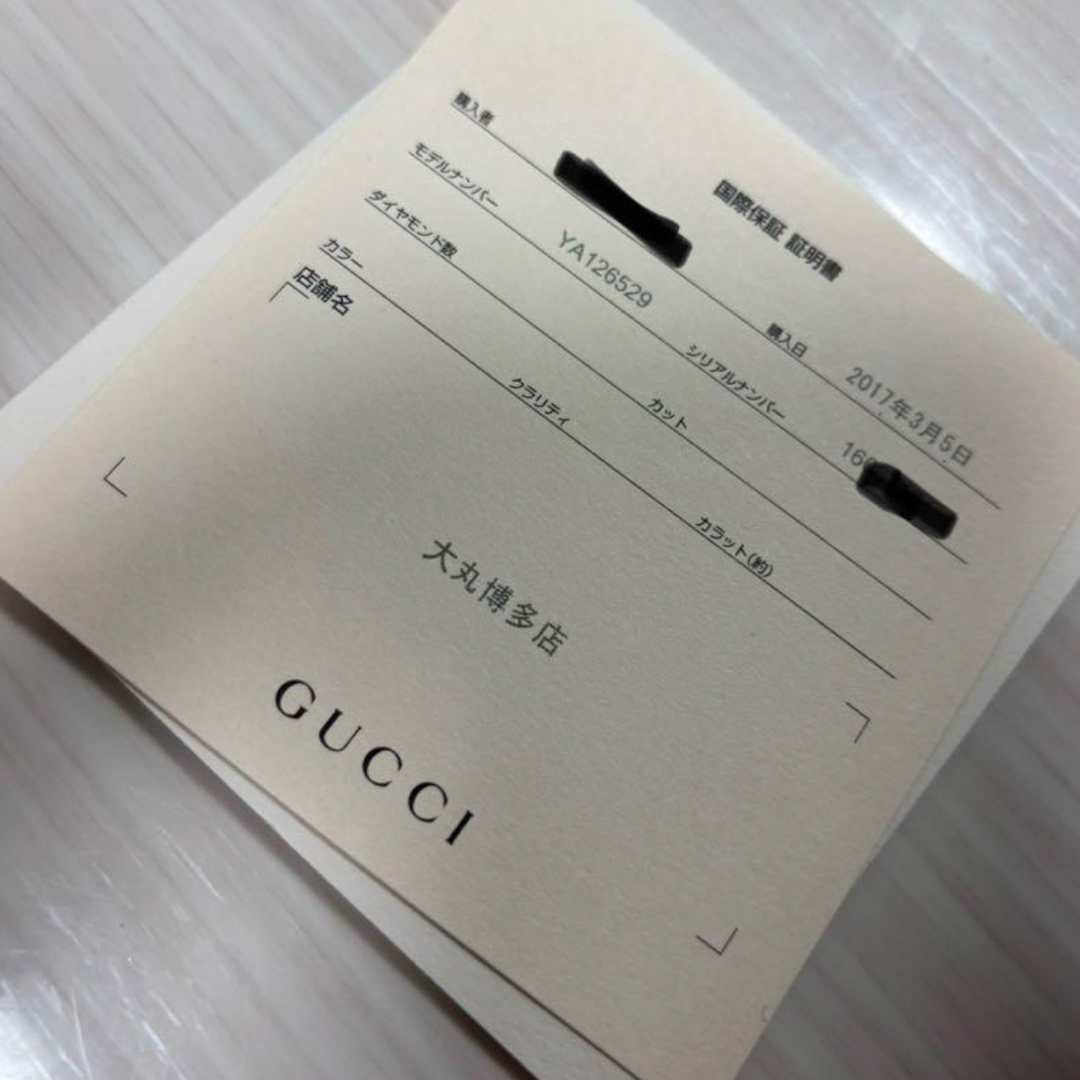 国際保証 証明書
購入者 購入日 2017年3月5日
モデルナンバー YA126529 シリアルナンバー 160
ダイヤモンド数 カット
カラー クラリティ カラット(約)
店舗名
大丸博多店
GUCCI